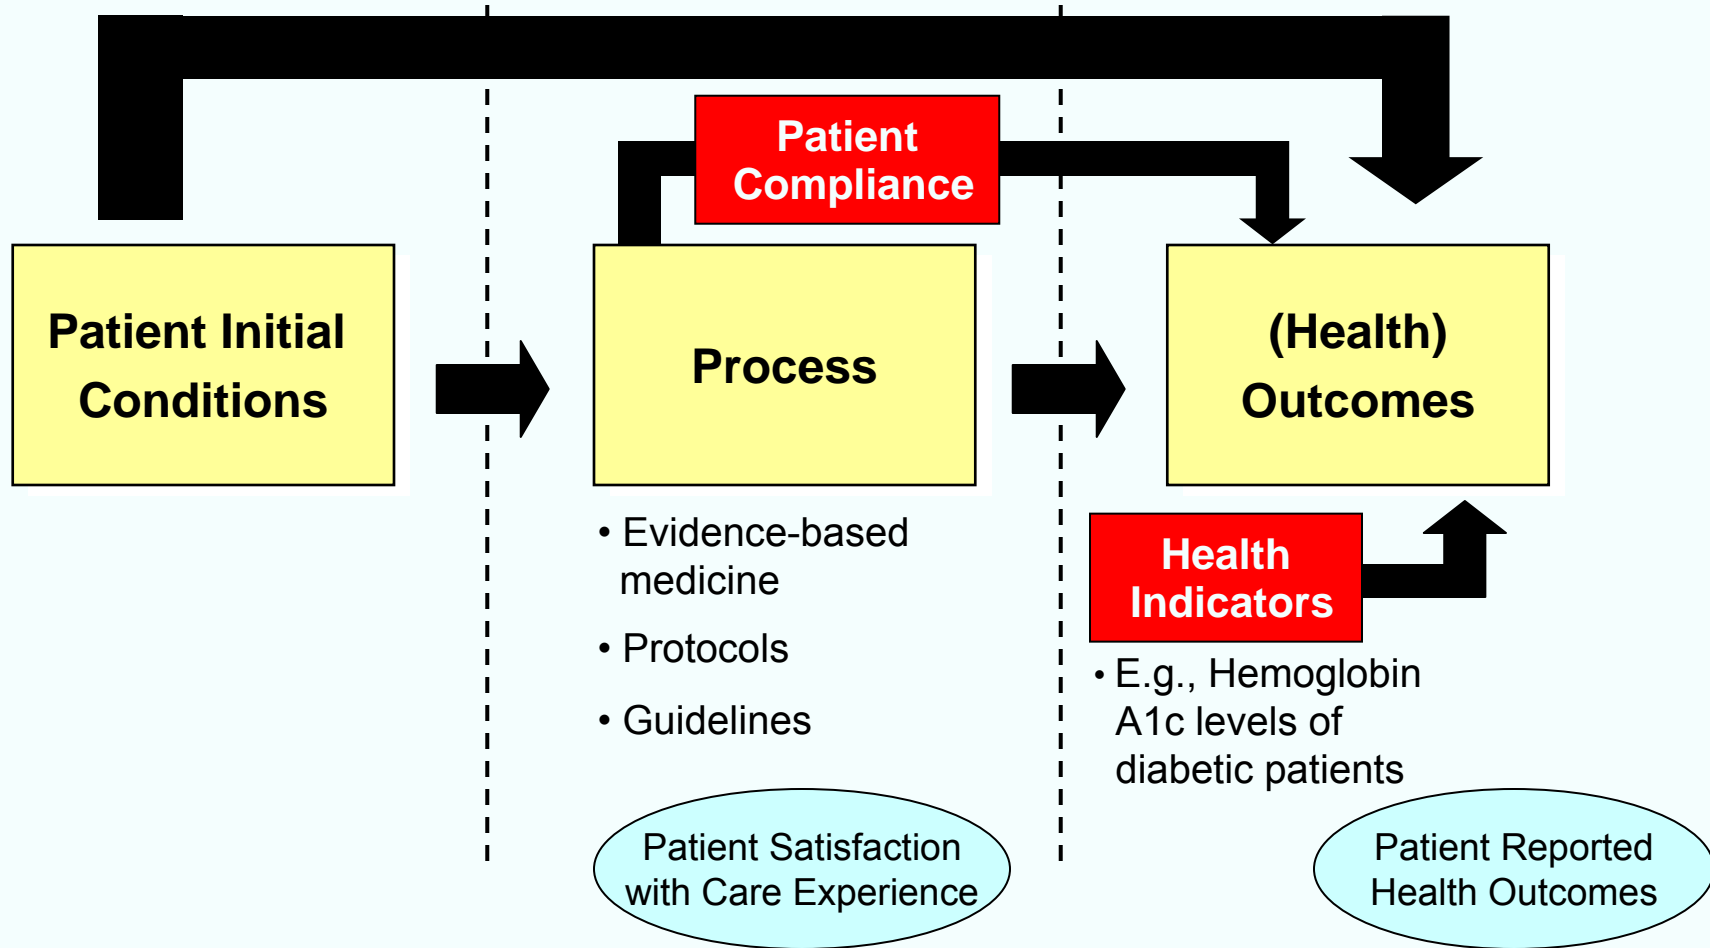 Patient
Compliance
Patient Initial
Conditions
Process
(Health)
Outcomes
• Evidence-based
medicine
• Protocols
• Guidelines
Health
Indicators
• E.g., Hemoglobin
A1c levels of
diabetic patients
Patient Satisfaction
with Care Experience
Patient Reported
Health Outcomes